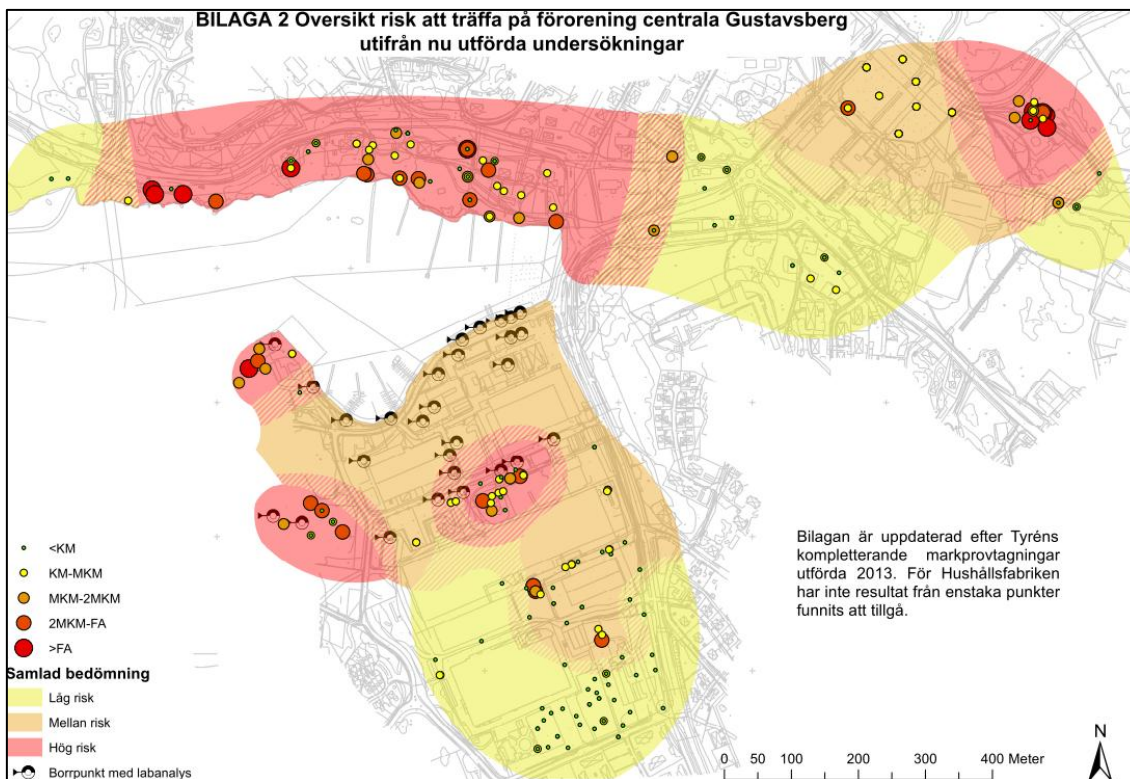 BILAGA 2 Oversikt risk att träffa på förorening centrala Gustavsberg
utifrån nu utförda undersökningar
Bilagan är uppdaterad efter Tyréns
kompletterande markprovtagningar
utförda 2013. För Hushållsfabriken
har inte resultat från enstaka punkter
funnits att tillgå.
<KM
KM-MKM
MKM-2MKM
2MKM-FA
>FA
Samlad bedömning
Låg risk
Mellan risk
Hög risk
Borrpunkt med labanalys
0 50 100 200 300 400 Meter
N